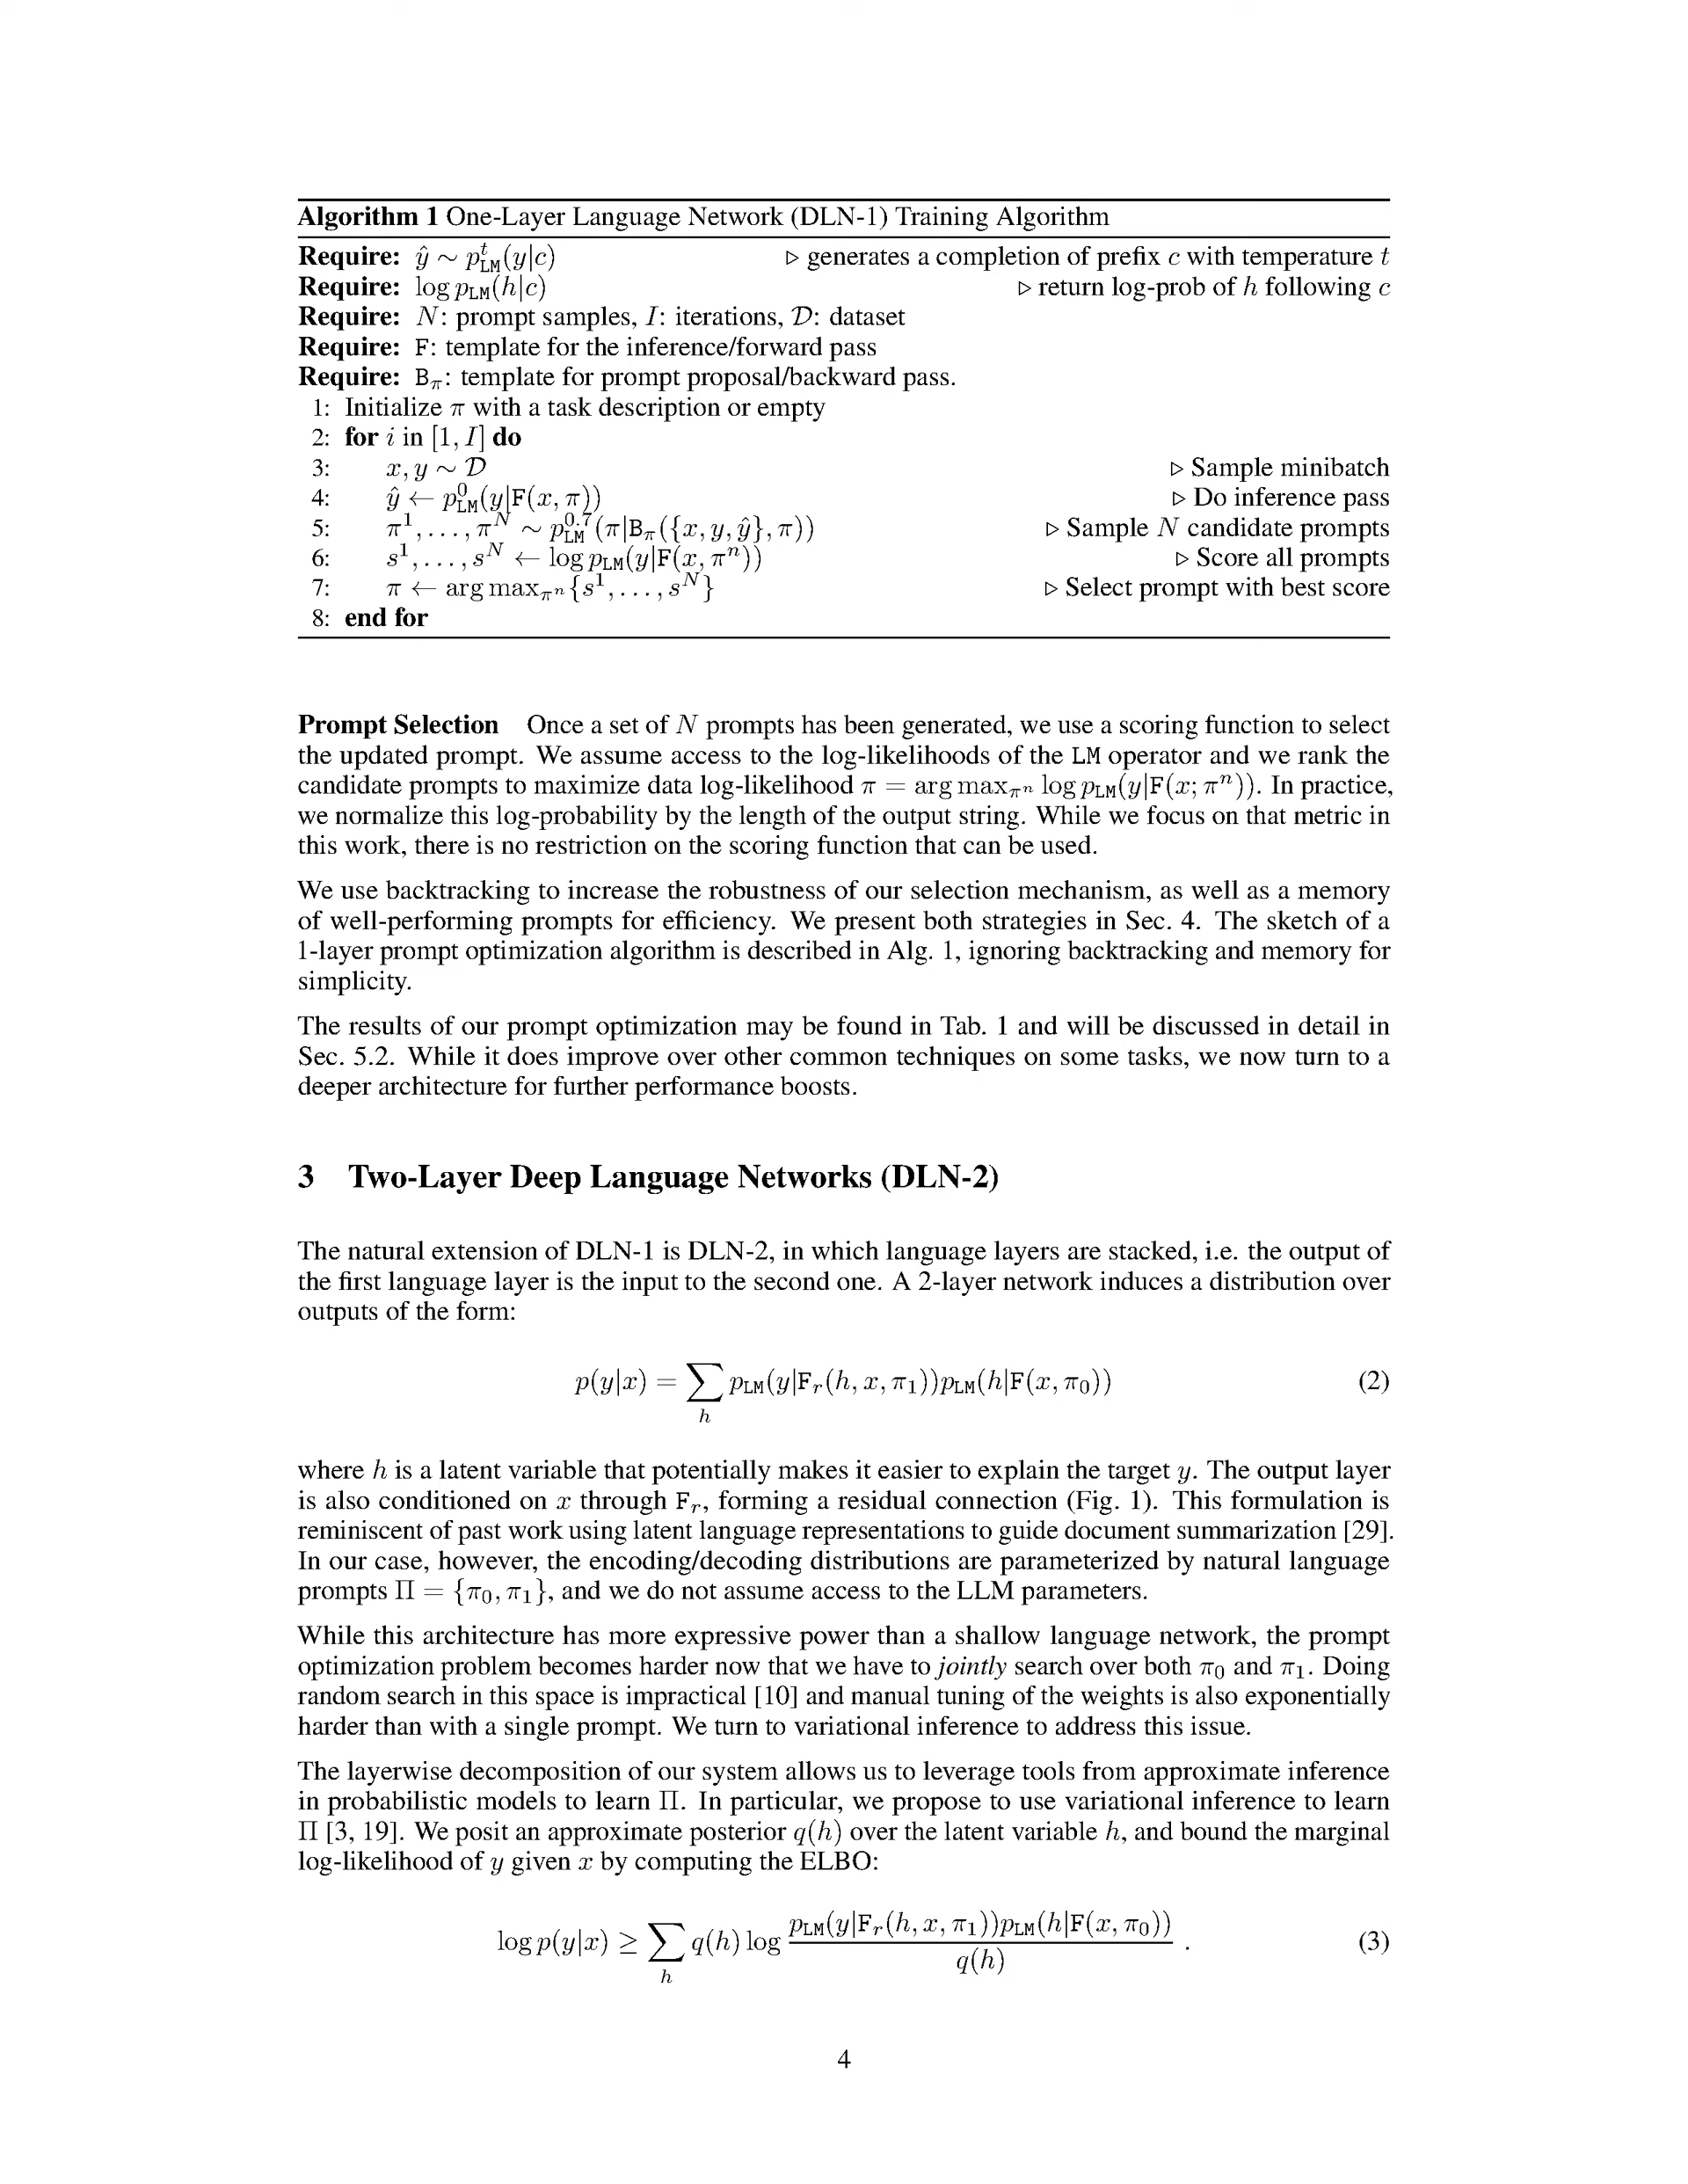 Algorithm 1 One-Layer Language Network (DLN-1) Training Algorithm
Require: ŷ ∼ p^t_LM(y|c) ▷ generates a completion of prefix c with temperature t
Require: log p_LM(h|c) ▷ return log-prob of h following c
Require: N: prompt samples, I: iterations, D: dataset
Require: F: template for the inference/forward pass
Require: B_π: template for prompt proposal/backward pass.
1: Initialize π with a task description or empty
2: for i in [1, I] do
3: x, y ∼ D ▷ Sample minibatch
4: ŷ ← p^0_LM(y|F(x, π)) ▷ Do inference pass
5: π^1, . . . , π^N ∼ p^0.7_LM(π|B_π({x, y, ŷ}, π)) ▷ Sample N candidate prompts
6: s^1, . . . , s^N ← log p_LM(y|F(x, π^n)) ▷ Score all prompts
7: π ← arg max_π^n {s^1, . . . , s^N} ▷ Select prompt with best score
8: end for
Prompt Selection Once a set of N prompts has been generated, we use a scoring function to select
the updated prompt. We assume access to the log-likelihoods of the LM operator and we rank the
candidate prompts to maximize data log-likelihood π = arg max_π^n log p_LM(y|F(x; π^n)). In practice,
we normalize this log-probability by the length of the output string. While we focus on that metric in
this work, there is no restriction on the scoring function that can be used.
We use backtracking to increase the robustness of our selection mechanism, as well as a memory
of well-performing prompts for efficiency. We present both strategies in Sec. 4. The sketch of a
1-layer prompt optimization algorithm is described in Alg. 1, ignoring backtracking and memory for
simplicity.
The results of our prompt optimization may be found in Tab. 1 and will be discussed in detail in
Sec. 5.2. While it does improve over other common techniques on some tasks, we now turn to a
deeper architecture for further performance boosts.
3 Two-Layer Deep Language Networks (DLN-2)
The natural extension of DLN-1 is DLN-2, in which language layers are stacked, i.e. the output of
the first language layer is the input to the second one. A 2-layer network induces a distribution over
outputs of the form:
p(y|x) = ∑_h p_LM(y|F_r(h, x, π_1))p_LM(h|F(x, π_0)) (2)
where h is a latent variable that potentially makes it easier to explain the target y. The output layer
is also conditioned on x through F_r, forming a residual connection (Fig. 1). This formulation is
reminiscent of past work using latent language representations to guide document summarization [29].
In our case, however, the encoding/decoding distributions are parameterized by natural language
prompts Π = {π_0, π_1}, and we do not assume access to the LLM parameters.
While this architecture has more expressive power than a shallow language network, the prompt
optimization problem becomes harder now that we have to jointly search over both π_0 and π_1. Doing
random search in this space is impractical [10] and manual tuning of the weights is also exponentially
harder than with a single prompt. We turn to variational inference to address this issue.
The layerwise decomposition of our system allows us to leverage tools from approximate inference
in probabilistic models to learn Π. In particular, we propose to use variational inference to learn
Π [3, 19]. We posit an approximate posterior q(h) over the latent variable h, and bound the marginal
log-likelihood of y given x by computing the ELBO:
log p(y|x) ≥ ∑_h q(h) log p_LM(y|F_r(h, x, π_1))p_LM(h|F(x, π_0)) / q(h) . (3)
4